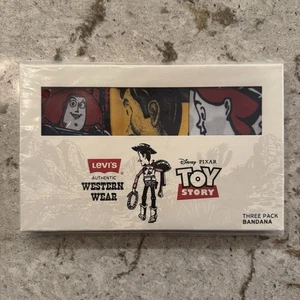 Levi's
AUTHENTIC
WESTERN
WEAR
Disney · PIXAR
TOY
STORY
THREE PACK
BANDANA